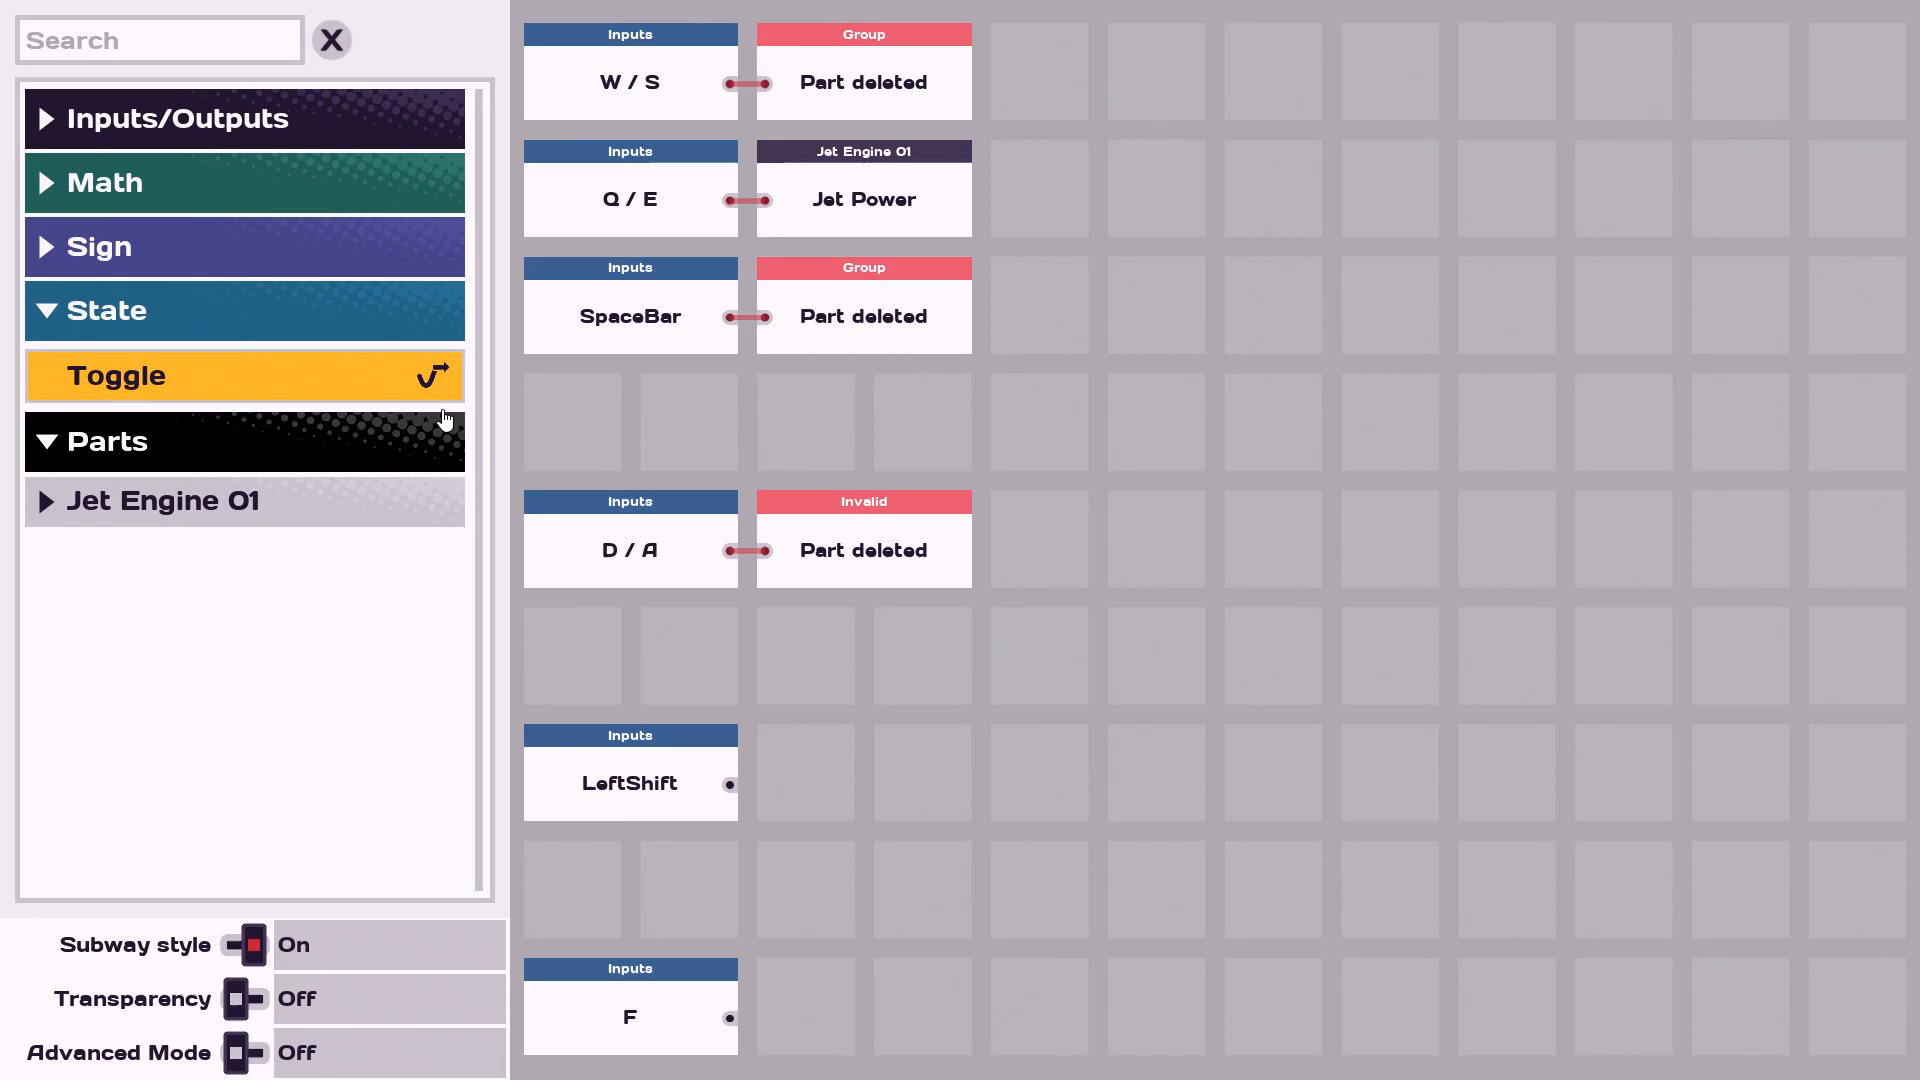 Search
X
Inputs/Outputs
Math
Sign
State
Toggle
Parts
Jet Engine 01
Subway style On
Transparency Off
Advanced Mode Off
Inputs
W / S
Group
Part deleted
Inputs
Q / E
Jet Engine 01
Jet Power
Inputs
SpaceBar
Group
Part deleted
Inputs
D / A
Invalid
Part deleted
Inputs
LeftShift
Inputs
F